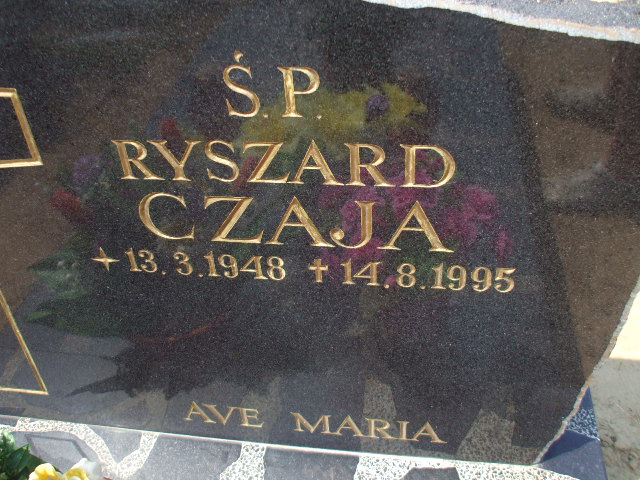 Ś.P.
RYSZARD
CZAJA
+13.3.1948 †14.8.1995
AVE MARIA